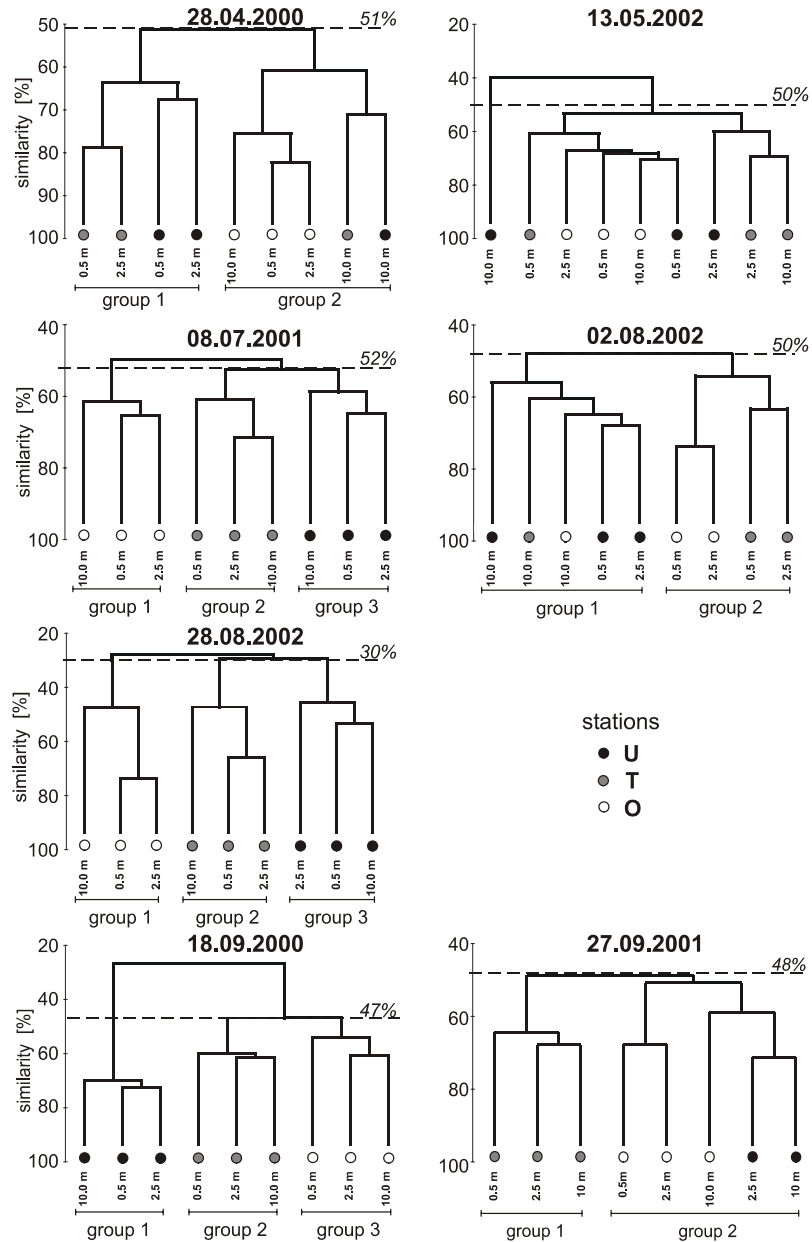 28.04.2000
51%
50
60
70
80
90
100
similarity [%]
0.5 m
2.5 m
0.5 m
2.5 m
10.0 m
0.5 m
2.5 m
10.0 m
10.0 m
group 1
group 2
13.05.2002
50%
20
40
60
80
100
10.0 m
0.5 m
2.5 m
0.5 m
10.0 m
0.5 m
2.5 m
2.5 m
10.0 m
08.07.2001
52%
40
60
80
100
similarity [%]
10.0 m
0.5 m
2.5 m
0.5 m
2.5 m
10.0 m
10.0 m
0.5 m
2.5 m
group 1
group 2
group 3
02.08.2002
50%
40
60
80
100
10.0 m
10.0 m
10.0 m
0.5 m
2.5 m
0.5 m
2.5 m
0.5 m
2.5 m
group 1
group 2
28.08.2002
30%
20
40
60
80
100
similarity [%]
10.0 m
0.5 m
2.5 m
10.0 m
0.5 m
2.5 m
2.5 m
0.5 m
10.0 m
group 1
group 2
group 3
stations
U
T
O
18.09.2000
47%
20
40
60
80
100
similarity [%]
10.0 m
0.5 m
2.5 m
0.5 m
2.5 m
10.0 m
0.5 m
2.5 m
10.0 m
group 1
group 2
group 3
27.09.2001
48%
40
60
80
100
0.5 m
2.5 m
10 m
0.5m
2.5 m
10.0 m
2.5 m
10 m
group 1
group 2